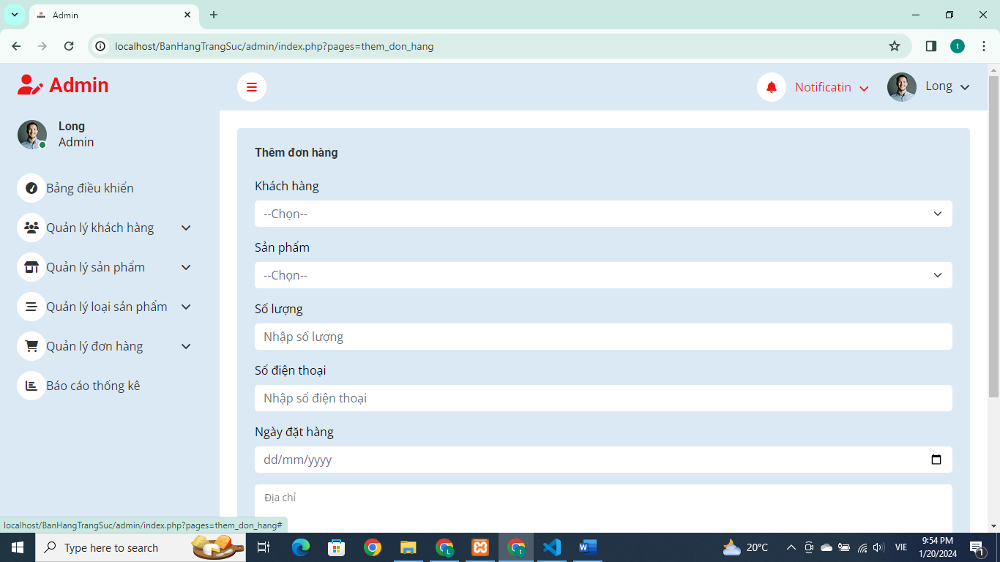 Admin
localhost/BanHangTrangSuc/admin/index.php?pages=them_don_hang
t
Admin
Notificatin
Long
Long
Admin
Bảng điều khiển
Quản lý khách hàng
Quản lý sản phẩm
Quản lý loại sản phẩm
Quản lý đơn hàng
Báo cáo thống kê
Thêm đơn hàng
Khách hàng
--Chọn--
Sản phẩm
--Chọn--
Số lượng
Nhập số lượng
Số điện thoại
Nhập số điện thoại
Ngày đặt hàng
dd/mm/yyyy
Địa chỉ
localhost/BanHangTrangSuc/admin/index.php?pages=them_don_hang#
Type here to search
L
t
W
20°C
VIE
9:54 PM
1/20/2024
1